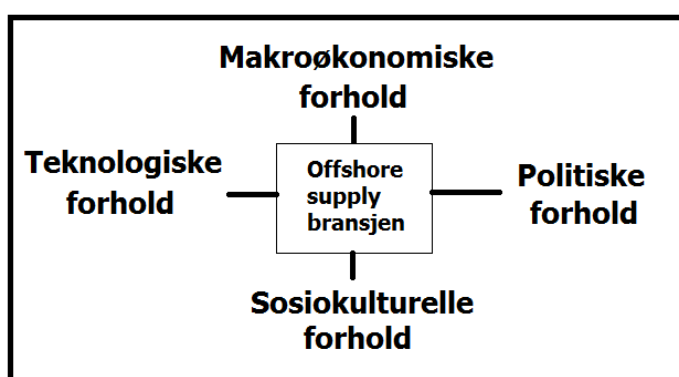 Makroøkonomiske
forhold
Teknologiske
forhold
Offshore
supply
bransjen
Politiske
forhold
Sosiokulturelle
forhold